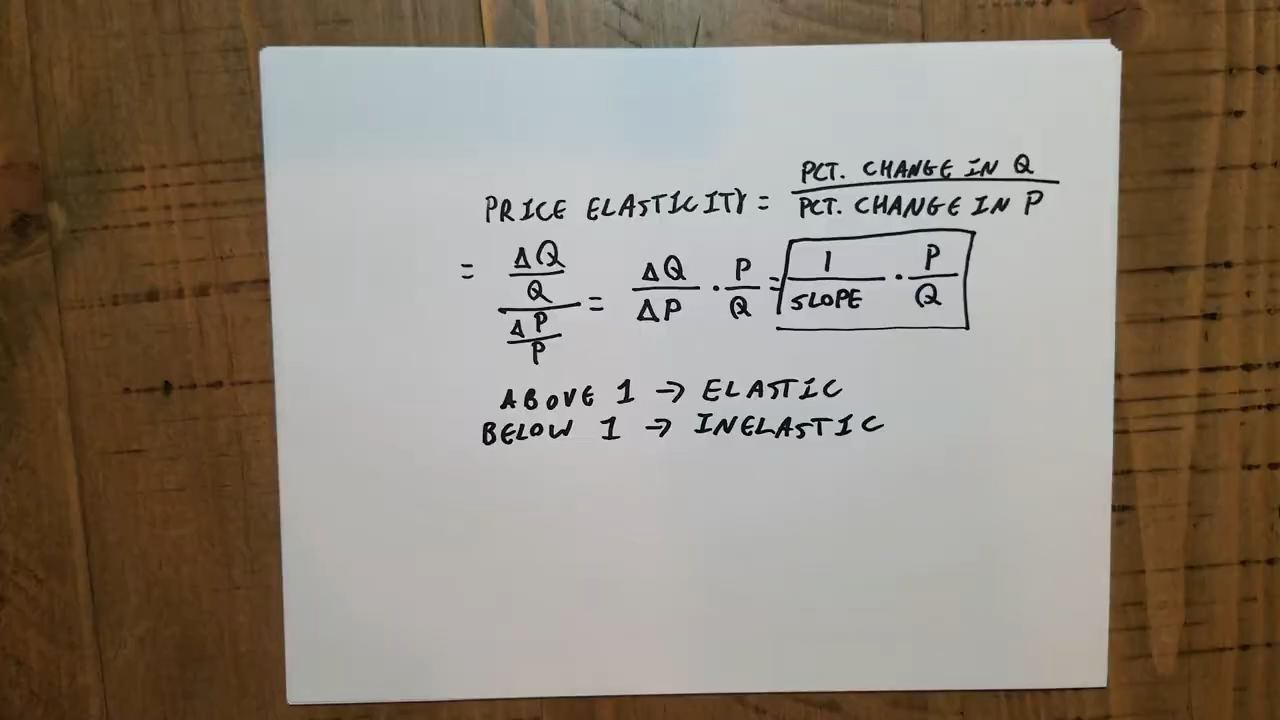 PRICE ELASTICITY = PCT. CHANGE IN Q / PCT. CHANGE IN P
= (ΔQ/Q) / (ΔP/P) = ΔQ/ΔP · P/Q = 1/SLOPE · P/Q
ABOVE 1 → ELASTIC
BELOW 1 → INELASTIC